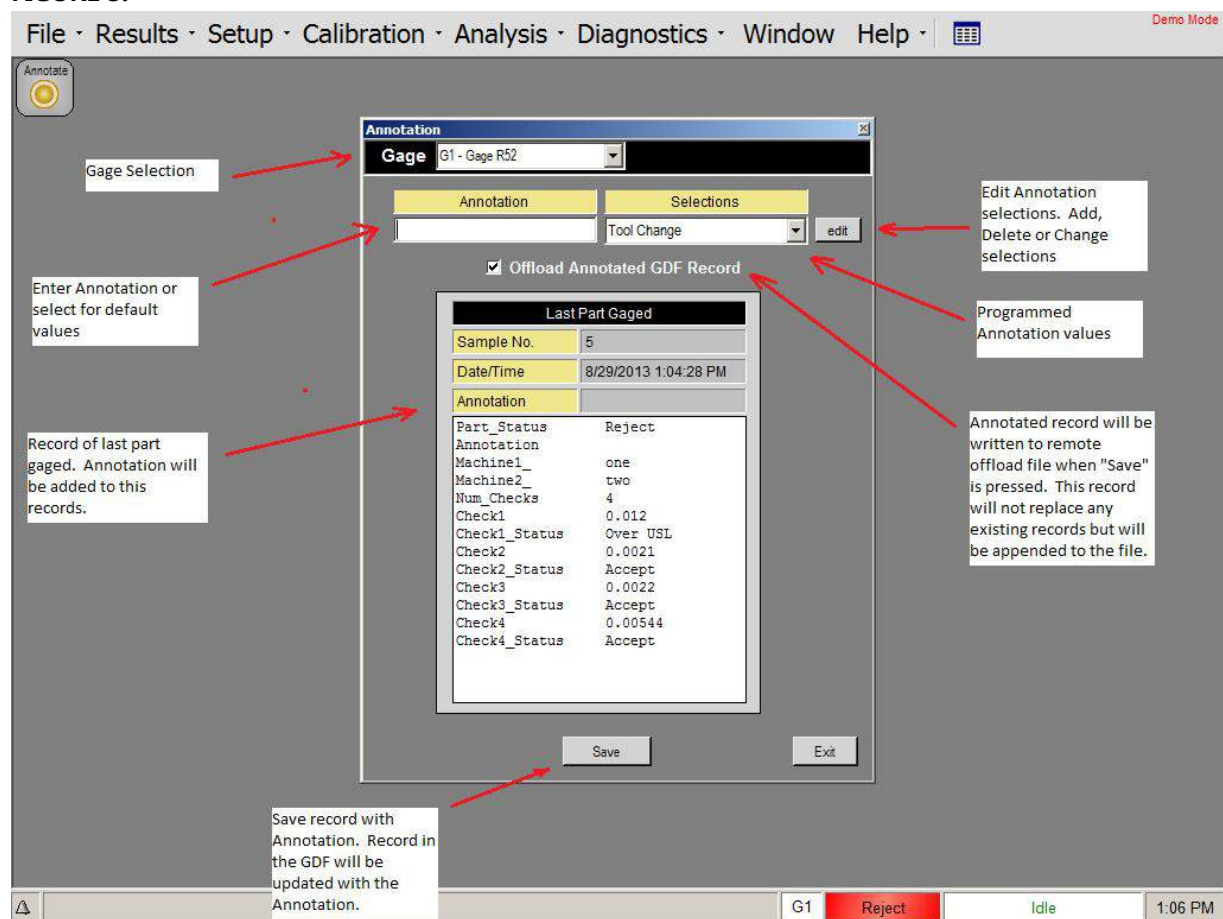 File · Results · Setup · Calibration · Analysis · Diagnostics · Window Help ·
Demo Mode
Annotate
Annotation
Gage G1 - Gage R52
Gage Selection
Annotation Selections
Tool Change edit
Offload Annotated GDF Record
Edit Annotation
selections. Add,
Delete or Change
selections
Enter Annotation or
select for default
values
Programmed
Annotation values
Last Part Gaged
Sample No. 5
Date/Time 8/29/2013 1:04:28 PM
Annotation
Part_Status Reject
Annotation
Machine1_ one
Machine2_ two
Num_Checks 4
Check1 0.012
Check1_Status Over USL
Check2 0.0021
Check2_Status Accept
Check3 0.0022
Check3_Status Accept
Check4 0.00544
Check4_Status Accept
Record of last part
gaged. Annotation will
be added to this
records.
Annotated record will be
written to remote
offload file when "Save"
is pressed. This record
will not replace any
existing records but will
be appended to the file.
Save Exit
Save record with
Annotation. Record in
the GDF will be
updated with the
Annotation.
G1 Reject Idle 1:06 PM